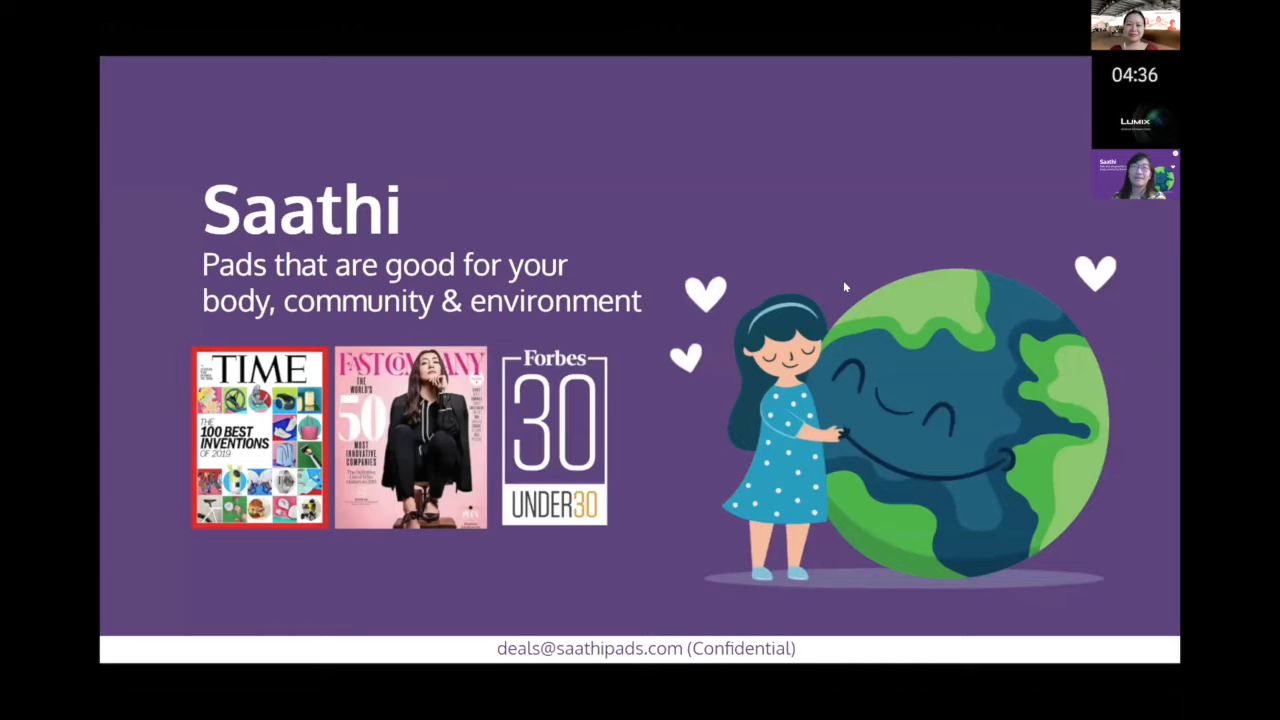 04:36
LUMIX
Saathi
Saathi
Pads that are good for your
body, community & environment
TIME
THE
100 BEST
INVENTIONS
OF 2019
FAST COMPANY
THE
WORLD'S
50
MOST
INNOVATIVE
COMPANIES
Forbes
30
UNDER30
deals@saathipads.com (Confidential)